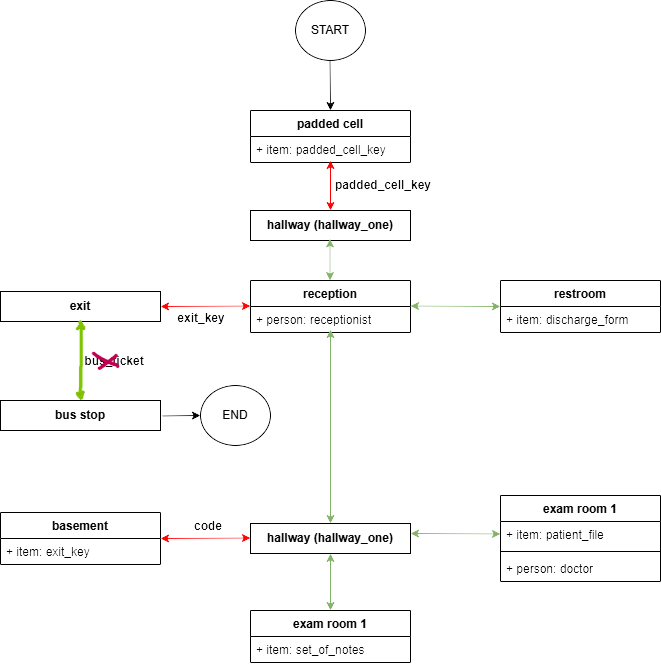 START
padded cell
+ item: padded_cell_key
padded_cell_key
hallway (hallway_one)
reception
+ person: receptionist
restroom
+ item: discharge_form
exit
exit_key
bus_ticket
bus stop
END
basement
+ item: exit_key
code
hallway (hallway_one)
exam room 1
+ item: patient_file
+ person: doctor
exam room 1
+ item: set_of_notes